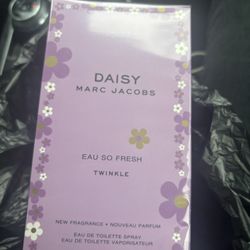 DAISY
MARC JACOBS
EAU SO FRESH
TWINKLE
NEW FRAGRANCE • NOUVEAU PARFUM
EAU DE TOILETTE SPRAY
EAU DE TOILETTE VAPORISATEUR